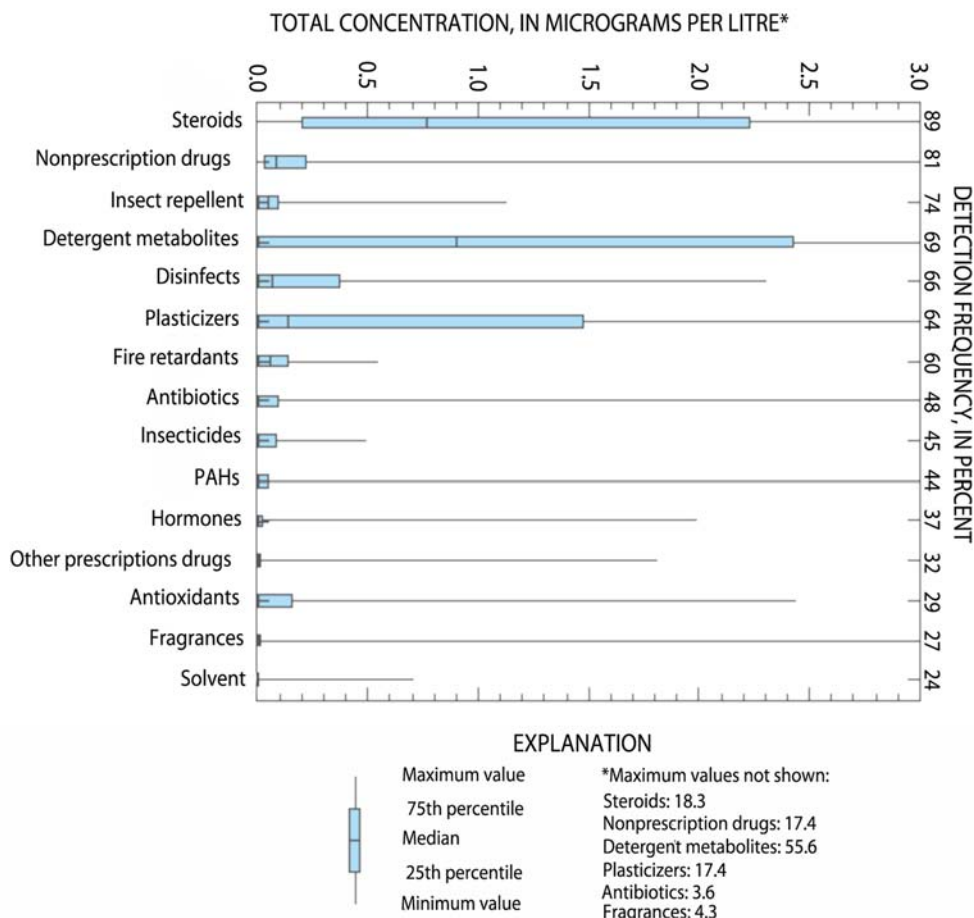 TOTAL CONCENTRATION, IN MICROGRAMS PER LITRE*
0.0 0.5 1.0 1.5 2.0 2.5 3.0
Steroids 89
Nonprescription drugs 81
Insect repellent 74
Detergent metabolites 69
Disinfects 66
Plasticizers 64
Fire retardants 60
Antibiotics 48
Insecticides 45
PAHs 44
Hormones 37
Other prescriptions drugs 32
Antioxidants 29
Fragrances 27
Solvent 24
DETECTION FREQUENCY, IN PERCENT
EXPLANATION
Maximum value
75th percentile
Median
25th percentile
Minimum value
*Maximum values not shown:
Steroids: 18.3
Nonprescription drugs: 17.4
Detergent metabolites: 55.6
Plasticizers: 17.4
Antibiotics: 3.6
Fragrances: 4.3